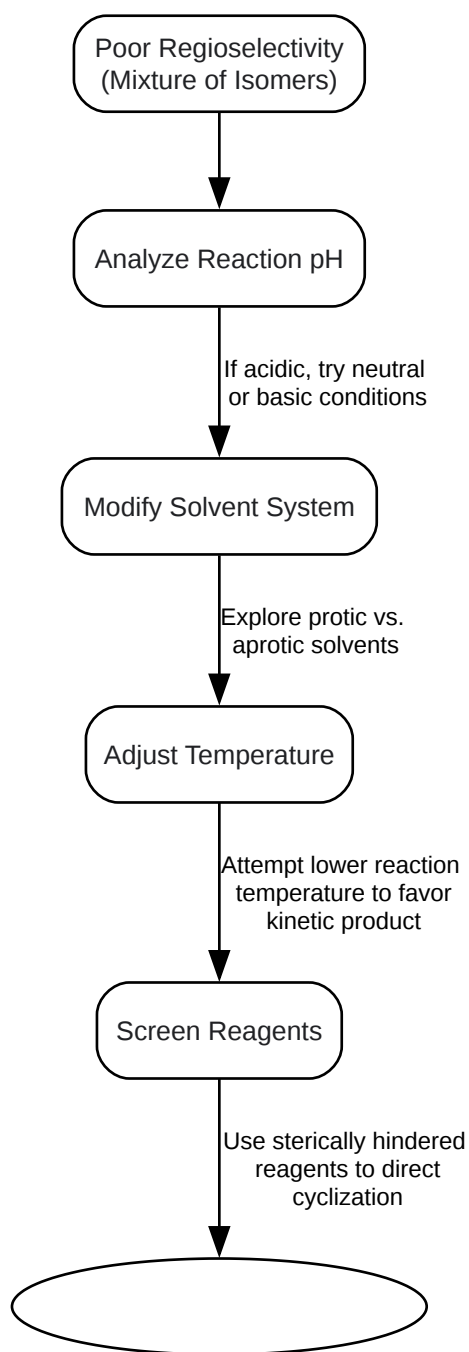 Poor Regioselectivity
(Mixture of Isomers)
Analyze Reaction pH
If acidic, try neutral
or basic conditions
Modify Solvent System
Explore protic vs.
aprotic solvents
Adjust Temperature
Attempt lower reaction
temperature to favor
kinetic product
Screen Reagents
Use sterically hindered
reagents to direct
cyclization